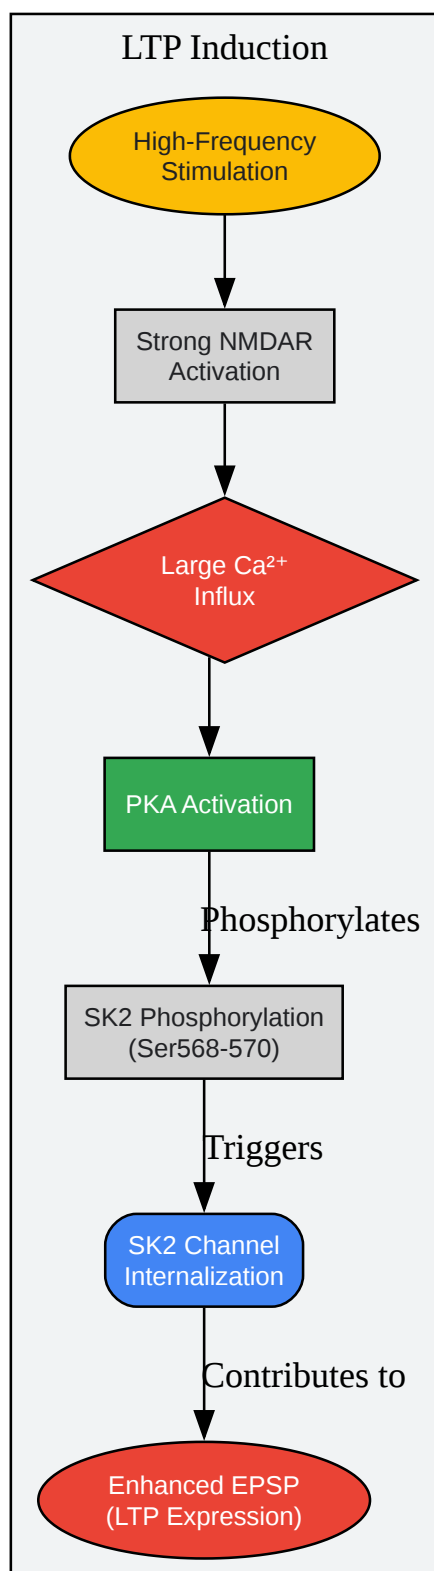 LTP Induction
High-Frequency
Stimulation
Strong NMDAR
Activation
Large Ca²⁺
Influx
PKA Activation
Phosphorylates
SK2 Phosphorylation
(Ser568-570)
Triggers
SK2 Channel
Internalization
Contributes to
Enhanced EPSP
(LTP Expression)